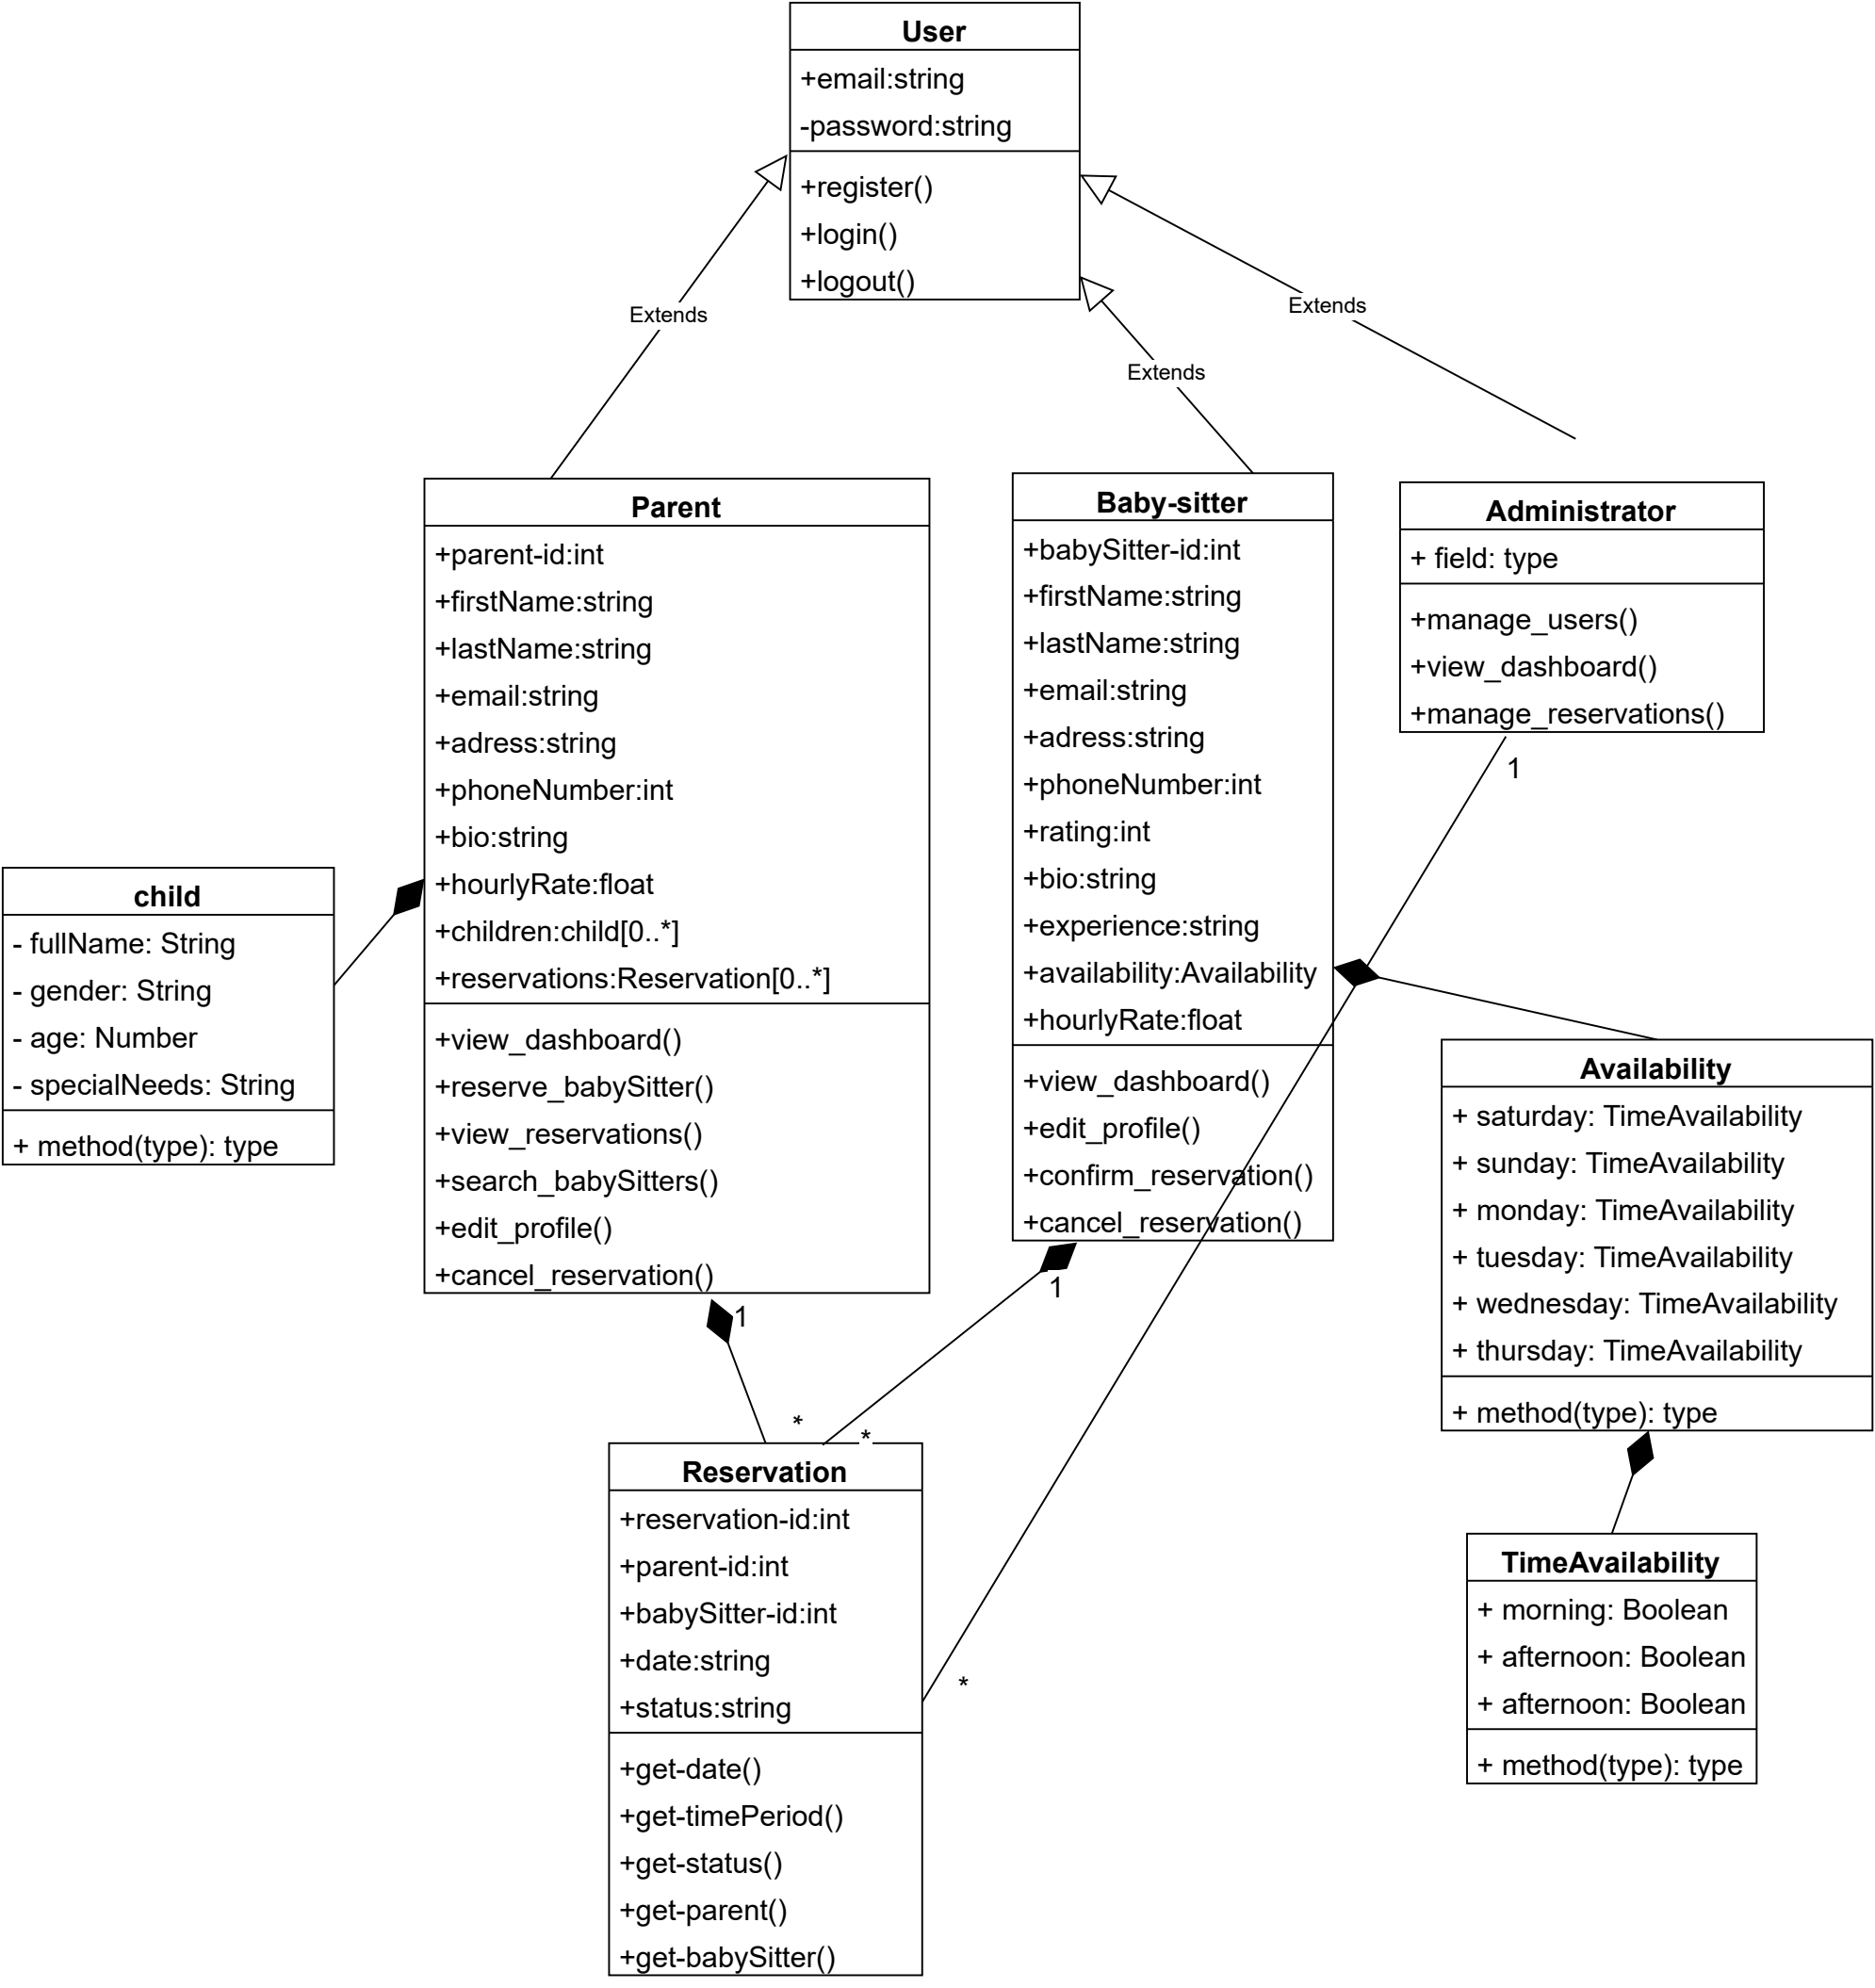 User
+email:string
-password:string
+register()
+login()
+logout()
Extends
Extends
Extends
Parent
+parent-id:int
+firstName:string
+lastName:string
+email:string
+adress:string
+phoneNumber:int
+bio:string
+hourlyRate:float
+children:child[0..*]
+reservations:Reservation[0..*]
+view_dashboard()
+reserve_babySitter()
+view_reservations()
+search_babySitters()
+edit_profile()
+cancel_reservation()
Baby-sitter
+babySitter-id:int
+firstName:string
+lastName:string
+email:string
+adress:string
+phoneNumber:int
+rating:int
+bio:string
+experience:string
+availability:Availability
+hourlyRate:float
+view_dashboard()
+edit_profile()
+confirm_reservation()
+cancel_reservation()
Administrator
+ field: type
+manage_users()
+view_dashboard()
+manage_reservations()
1
child
- fullName: String
- gender: String
- age: Number
- specialNeeds: String
+ method(type): type
Availability
+ saturday: TimeAvailability
+ sunday: TimeAvailability
+ monday: TimeAvailability
+ tuesday: TimeAvailability
+ wednesday: TimeAvailability
+ thursday: TimeAvailability
+ method(type): type
1
1
*
*
Reservation
+reservation-id:int
+parent-id:int
+babySitter-id:int
+date:string
+status:string
+get-date()
+get-timePeriod()
+get-status()
+get-parent()
+get-babySitter()
*
TimeAvailability
+ morning: Boolean
+ afternoon: Boolean
+ afternoon: Boolean
+ method(type): type